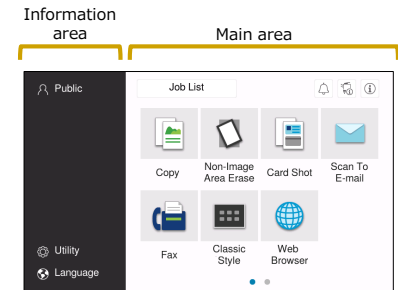 Information
area
Main area
Public
Job List
Copy
Non-Image
Area Erase
Card Shot
Scan To
E-mail
Fax
Classic
Style
Web
Browser
Utility
Language